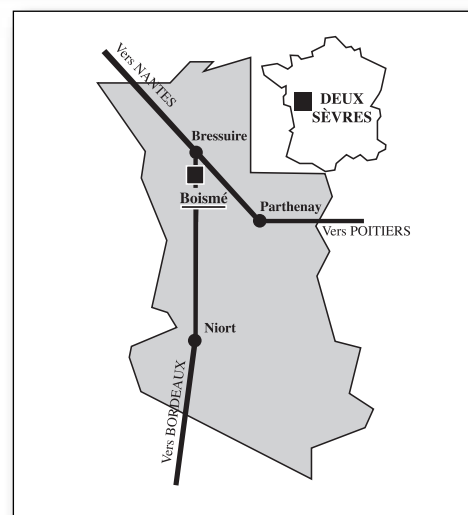 Vers NANTES
DEUX
SÈVRES
Bressuire
Boismé
Parthenay
Vers POITIERS
Niort
Vers BORDEAUX